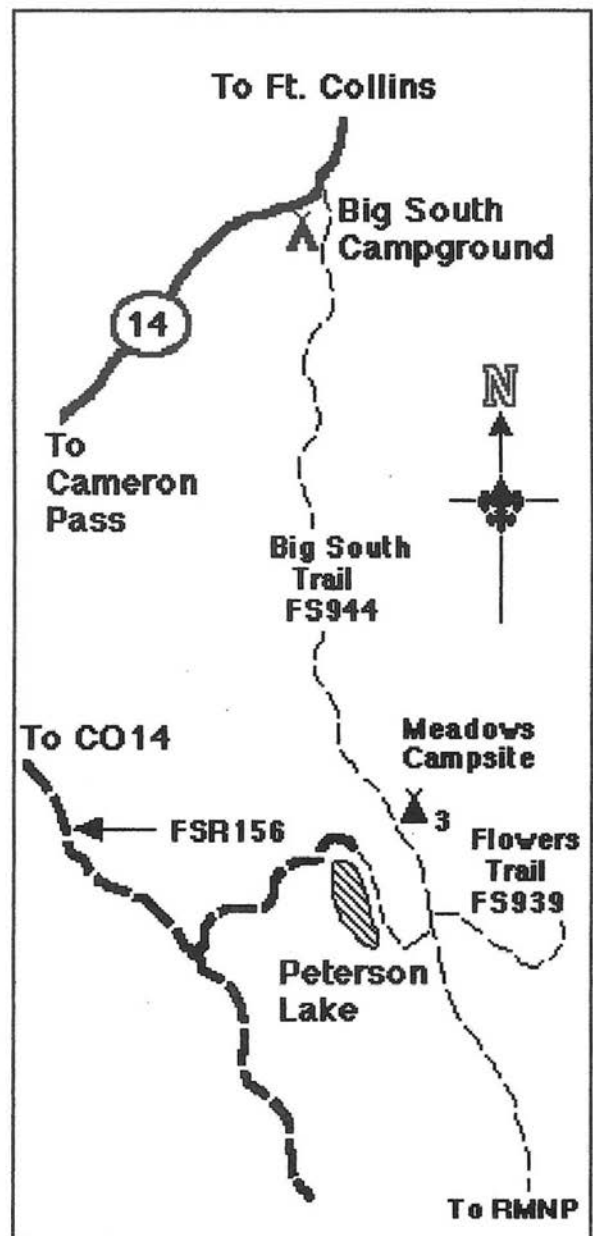 To Ft. Collins
Big South
Campground
14
To
Cameron
Pass
N
Big South
Trail
FS944
To CO14
Meadows
Campsite
3
FSR156
Flowers
Trail
FS939
Peterson
Lake
To RMNP